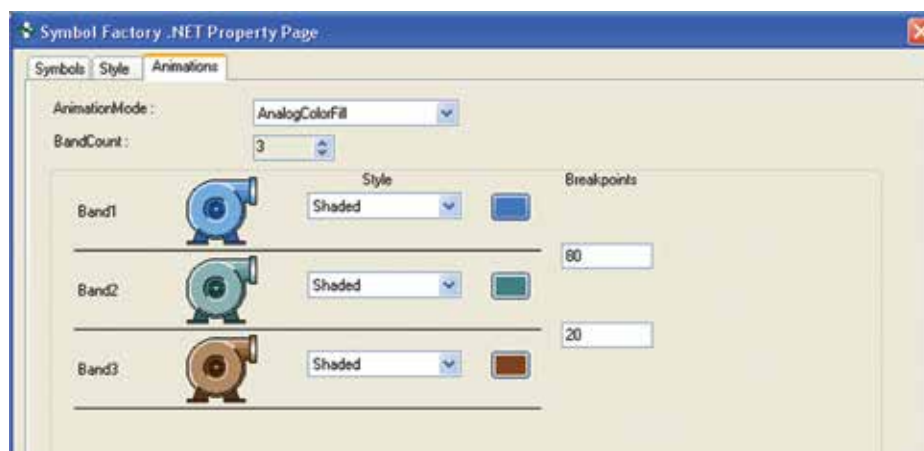 Symbol Factory .NET Property Page
Symbols Style Animations
AnimationMode : AnalogColorFill
BandCount : 3
Style Breakpoints
Band1 Shaded
80
Band2 Shaded
20
Band3 Shaded